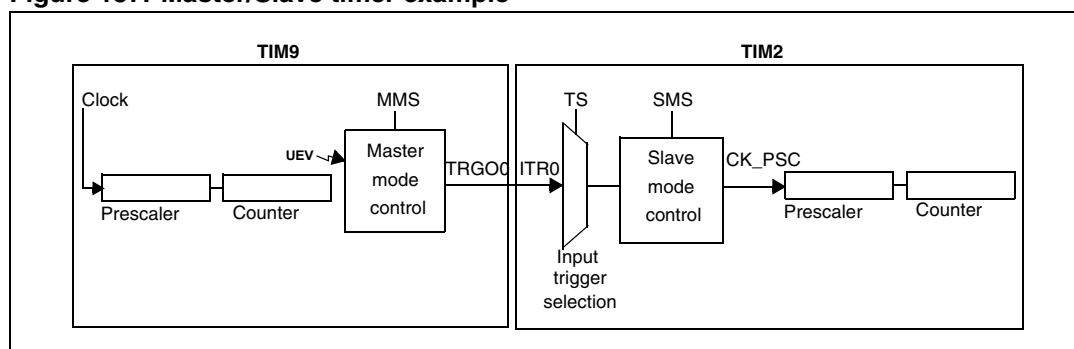 Figure Master/Slave timer example
TIM9
TIM2
Clock
MMS
TS
SMS
UEV
Master
mode
control
TRGO0
ITR0
Slave
mode
control
CK_PSC
Prescaler
Counter
Prescaler
Counter
Input
trigger
selection